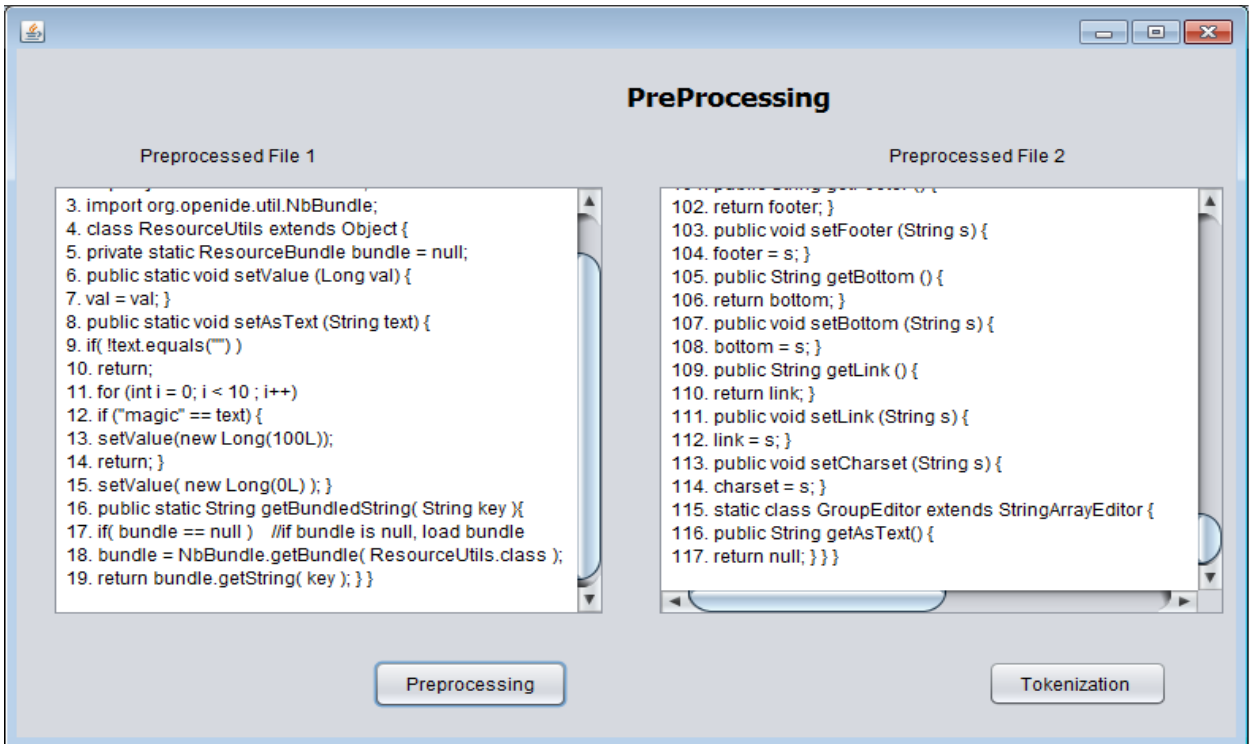 PreProcessing
Preprocessed File 1
3. import org.openide.util.NbBundle;
4. class ResourceUtils extends Object {
5. private static ResourceBundle bundle = null;
6. public static void setValue (Long val) {
7. val = val; }
8. public static void setAsText (String text) {
9. if( !text.equals("") )
10. return;
11. for (int i = 0; i < 10 ; i++)
12. if ("magic" == text) {
13. setValue(new Long(100L));
14. return; }
15. setValue( new Long(0L) ); }
16. public static String getBundledString( String key ){
17. if( bundle == null )    //if bundle is null, load bundle
18. bundle = NbBundle.getBundle( ResourceUtils.class );
19. return bundle.getString( key ); } }
Preprocessed File 2
102. return footer; }
103. public void setFooter (String s) {
104. footer = s; }
105. public String getBottom () {
106. return bottom; }
107. public void setBottom (String s) {
108. bottom = s; }
109. public String getLink () {
110. return link; }
111. public void setLink (String s) {
112. link = s; }
113. public void setCharset (String s) {
114. charset = s; }
115. static class GroupEditor extends StringArrayEditor {
116. public String getAsText() {
117. return null; } } }
Preprocessing
Tokenization